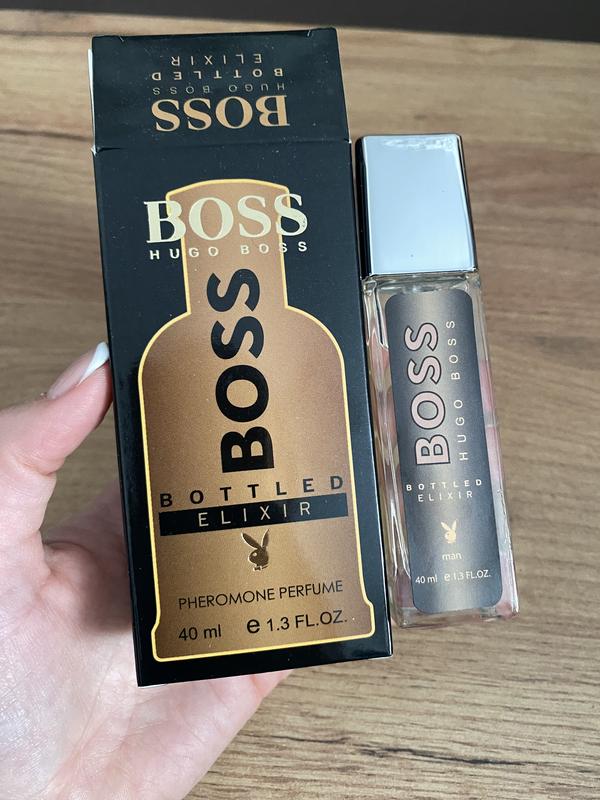 BOSS
HUGO BOSS
BOTTLED
ELIXIR
BOSS
HUGO BOSS
BOSS
BOTTLED
ELIXIR
PHEROMONE PERFUME
40 ml e 1.3 FL.OZ.
BOSS
HUGO BOSS
BOTTLED
ELIXIR
man
40 ml e 1.3 FL.OZ.